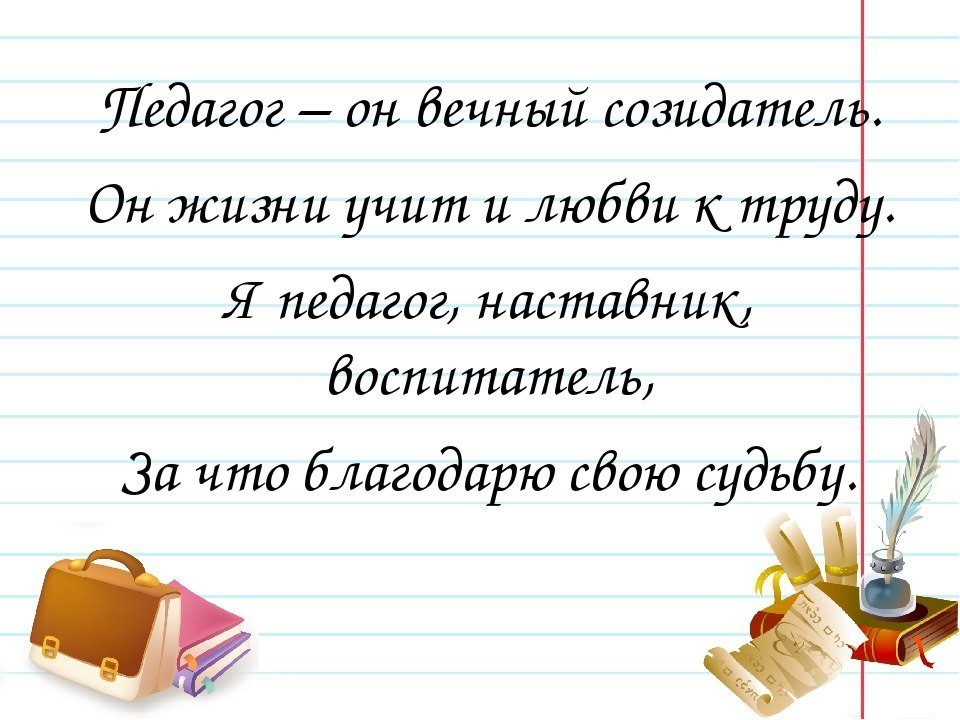 Педагог – он вечный созидатель.
Он жизни учит и любви к труду.
Я педагог, наставник,
воспитатель,
За что благодарю свою судьбу.